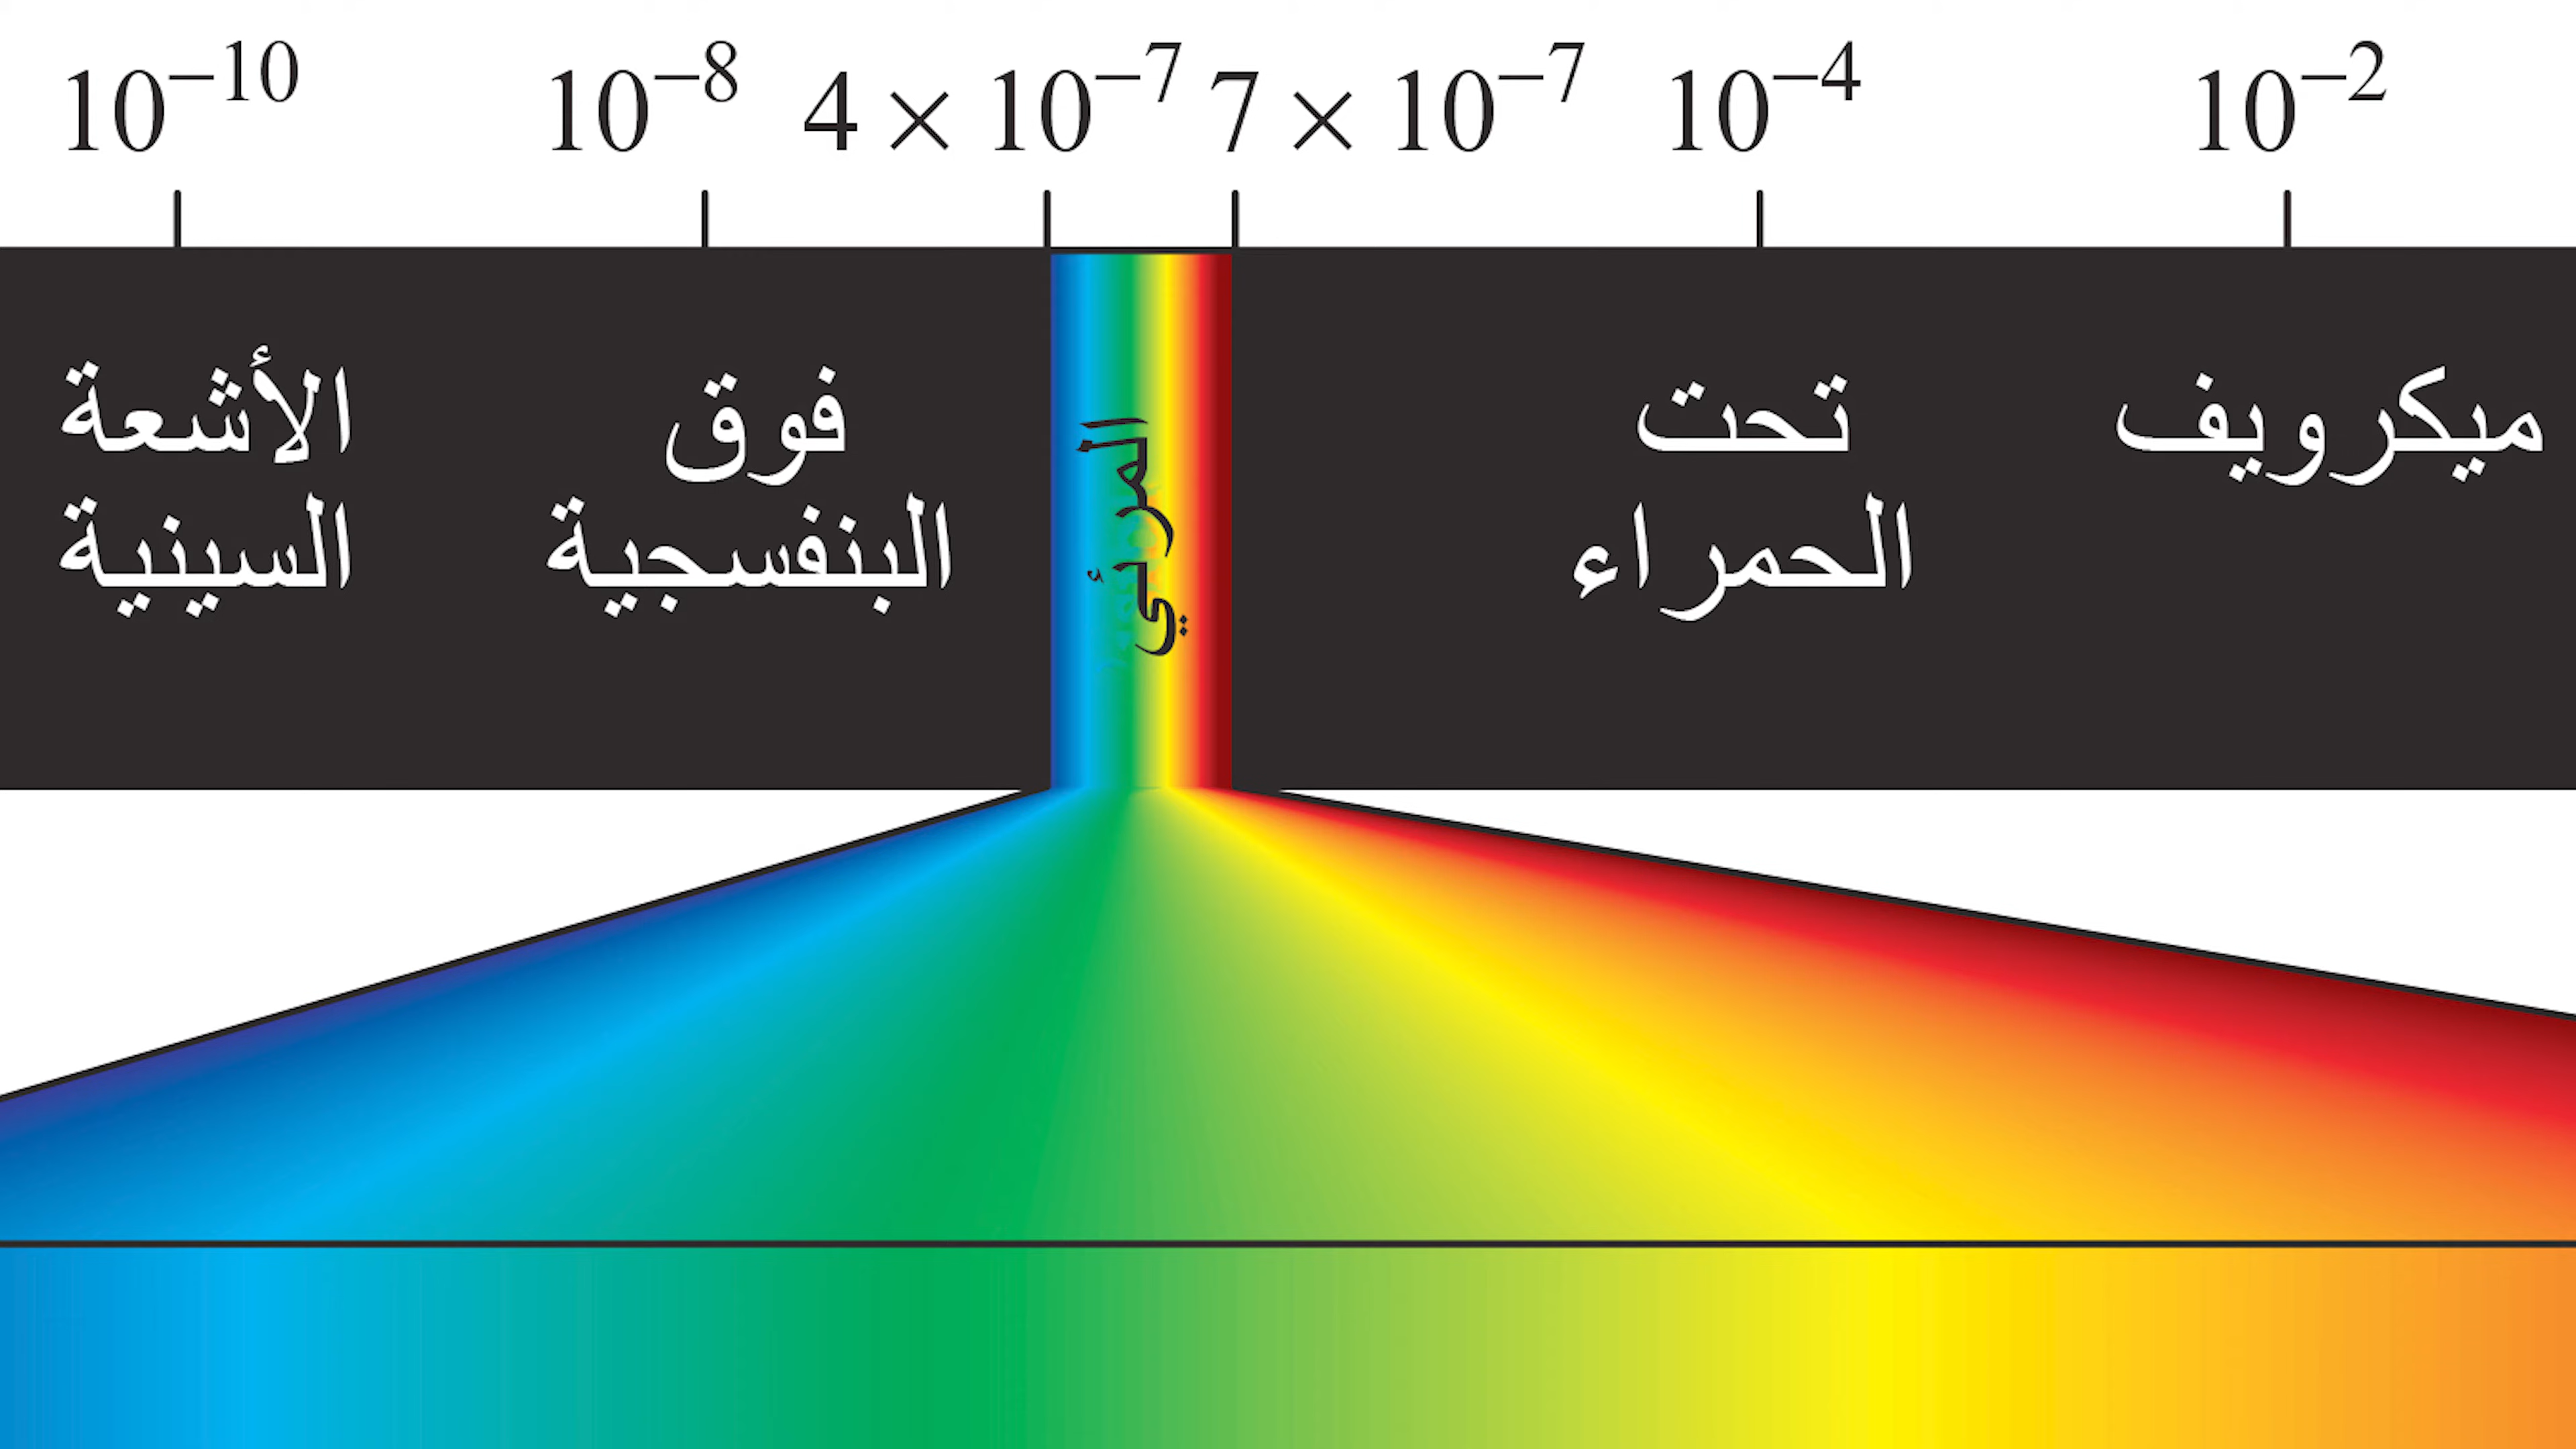 10⁻¹⁰ 10⁻⁸ 4 × 10⁻⁷ 7 × 10⁻⁷ 10⁻⁴ 10⁻²
الأشعة
السينية
فوق
البنفسجية
المرئي
تحت
الحمراء
ميكرويف